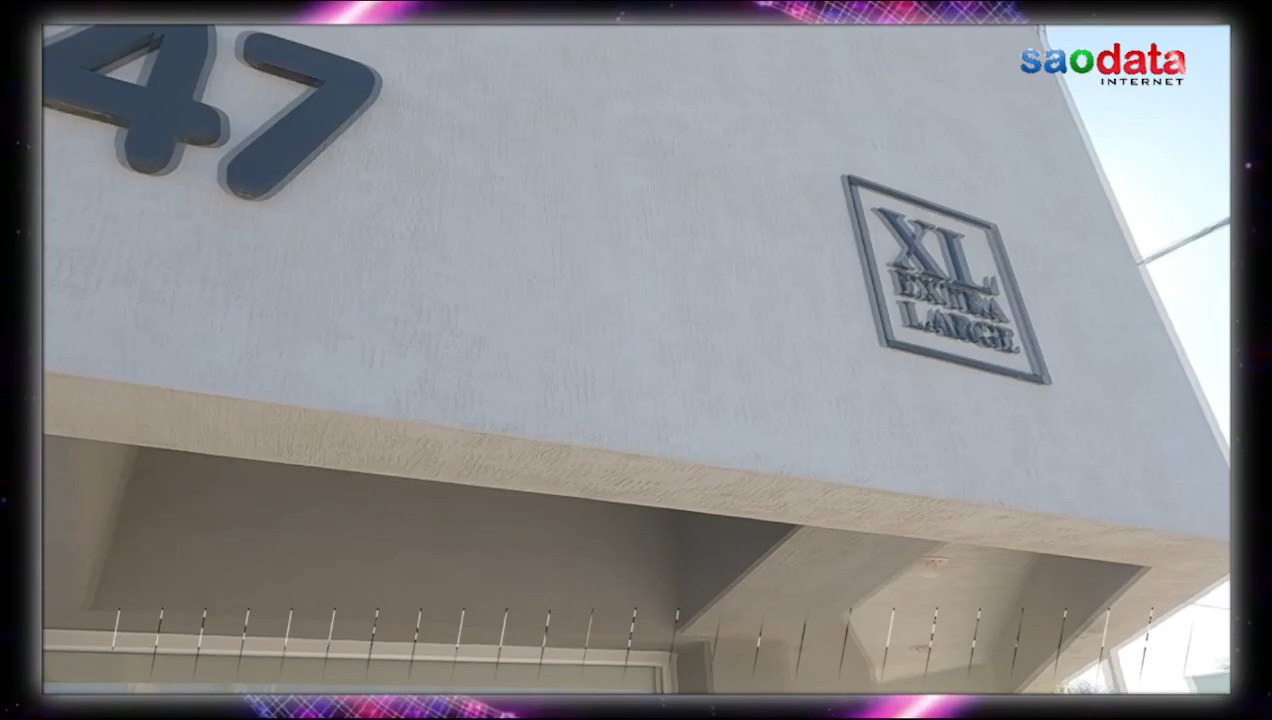 saodata
INTERNET
47
XL
EXTRA
LARGE